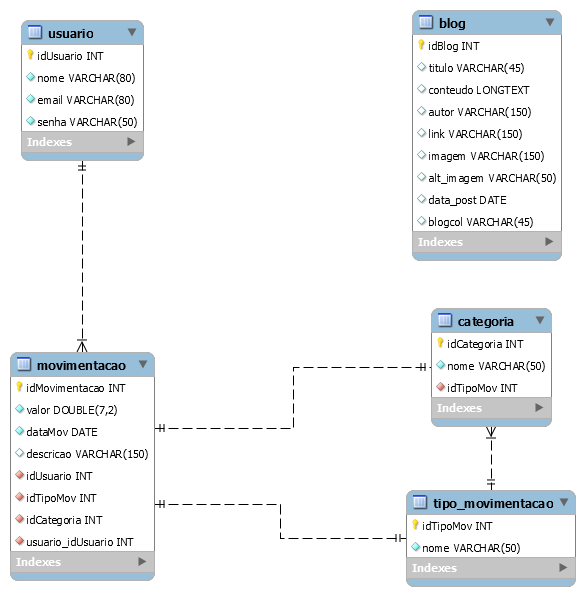 usuario
idUsuario INT
nome VARCHAR(80)
email VARCHAR(80)
senha VARCHAR(50)
Indexes
blog
idBlog INT
titulo VARCHAR(45)
conteudo LONGTEXT
autor VARCHAR(150)
link VARCHAR(150)
imagem VARCHAR(150)
alt_imagem VARCHAR(50)
data_post DATE
blogcol VARCHAR(45)
Indexes
movimentacao
idMovimentacao INT
valor DOUBLE(7,2)
dataMov DATE
descricao VARCHAR(150)
idUsuario INT
idTipoMov INT
idCategoria INT
usuario_idUsuario INT
Indexes
categoria
idCategoria INT
nome VARCHAR(50)
idTipoMov INT
Indexes
tipo_movimentacao
idTipoMov INT
nome VARCHAR(50)
Indexes